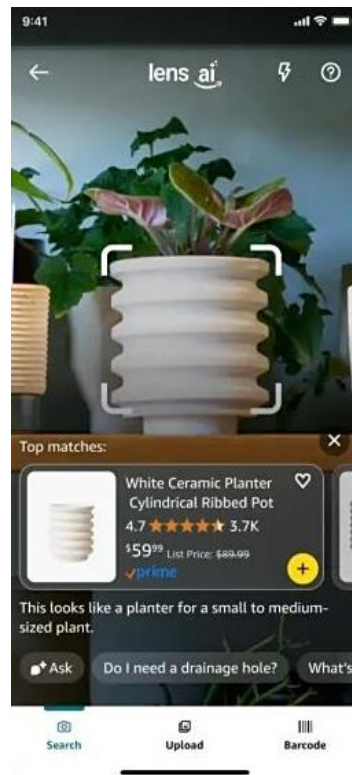 9:41
lens ai
Top matches:
White Ceramic Planter
Cylindrical Ribbed Pot
4.7 3.7K
$59⁹⁹ List Price: $89.99
prime
This looks like a planter for a small to medium-
sized plant.
Ask Do I need a drainage hole? What's
Search Upload Barcode